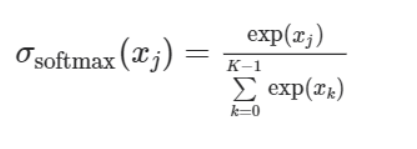 σ_softmax(x_j) = exp(x_j) / ∑_{k=0}^{K−1} exp(x_k)